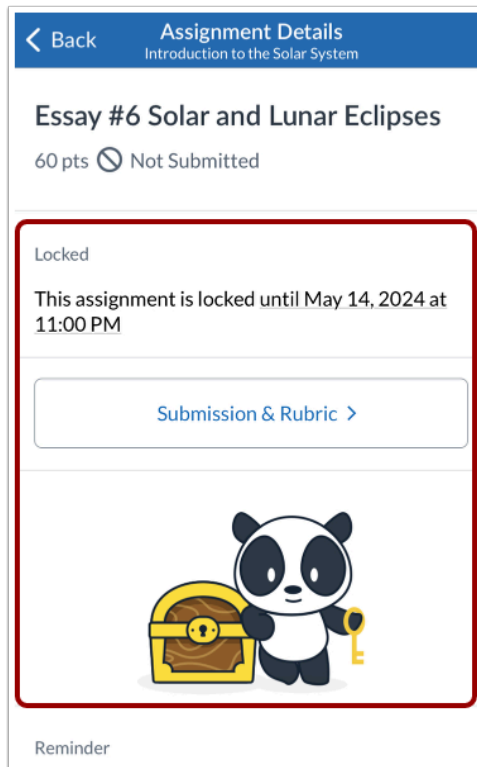 Back
Assignment Details
Introduction to the Solar System
Essay #6 Solar and Lunar Eclipses
60 pts Not Submitted
Locked
This assignment is locked until May 14, 2024 at
11:00 PM
Submission & Rubric
Reminder